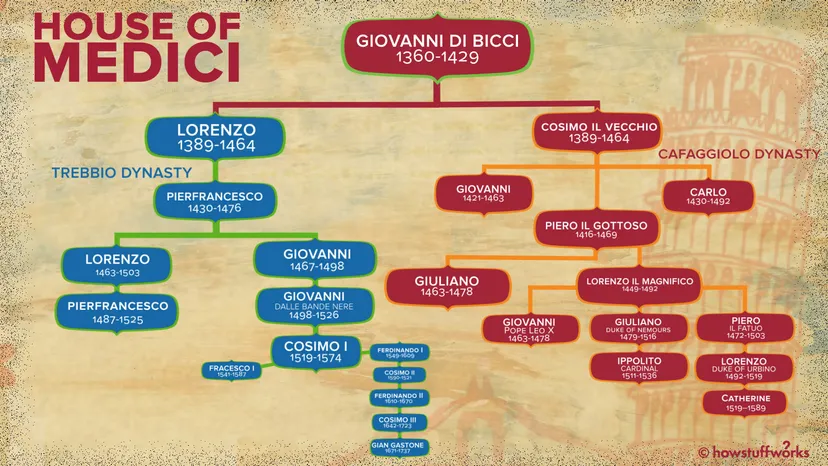 HOUSE OF
MEDICI
GIOVANNI DI BICCI
1360-1429
LORENZO
1389-1464
COSIMO IL VECCHIO
1389-1464
TREBBIO DYNASTY
CAFAGGIOLO DYNASTY
PIERFRANCESCO
1430-1476
GIOVANNI
1421-1463
CARLO
1430-1492
PIERO IL GOTTOSO
1416-1469
LORENZO
1463-1503
GIOVANNI
1467-1498
GIULIANO
1463-1478
LORENZO IL MAGNIFICO
1449-1492
PIERFRANCESCO
1487-1525
GIOVANNI
DALLE BANDE NERE
1498-1526
GIOVANNI
POPE LEO X
1463-1478
GIULIANO
DUKE OF NEMOURS
1479-1516
PIERO
IL FATUO
1472-1503
COSIMO I
1519-1574
FRACESCO I
1541-1587
FERDINANDO I
1549-1609
COSIMO II
1590-1521
FERDINANDO II
1610-1670
COSIMO III
1642-1723
GIAN GASTONE
1671-1737
IPPOLITO
CARDINAL
1511-1536
LORENZO
DUKE OF URBINO
1492-1519
CATHERINE
1519–1589
© howstuffworks